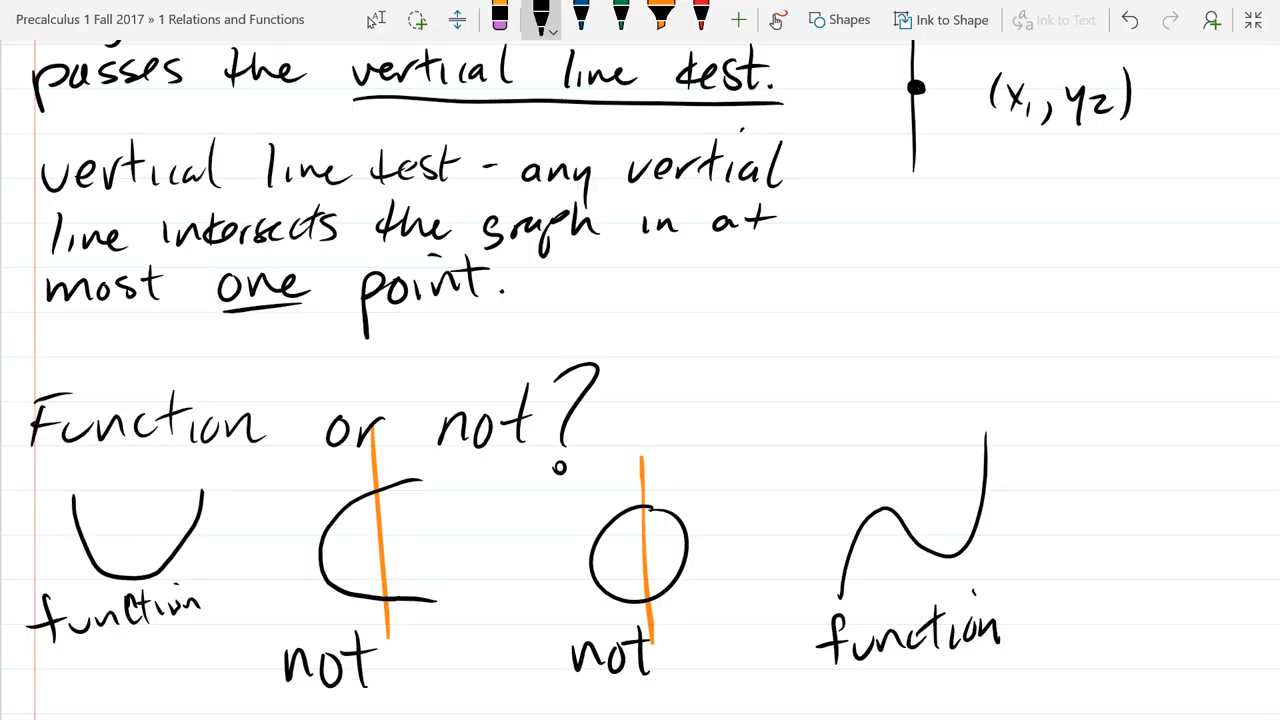 Precalculus 1 Fall 2017 » 1 Relations and Functions
Shapes
Ink to Shape
Ink to Text
passes the vertical line test.
(x₁, y₂)
vertical line test - any vertial
line intersects the graph in at
most one point.
Function or not?
function
not
not
function